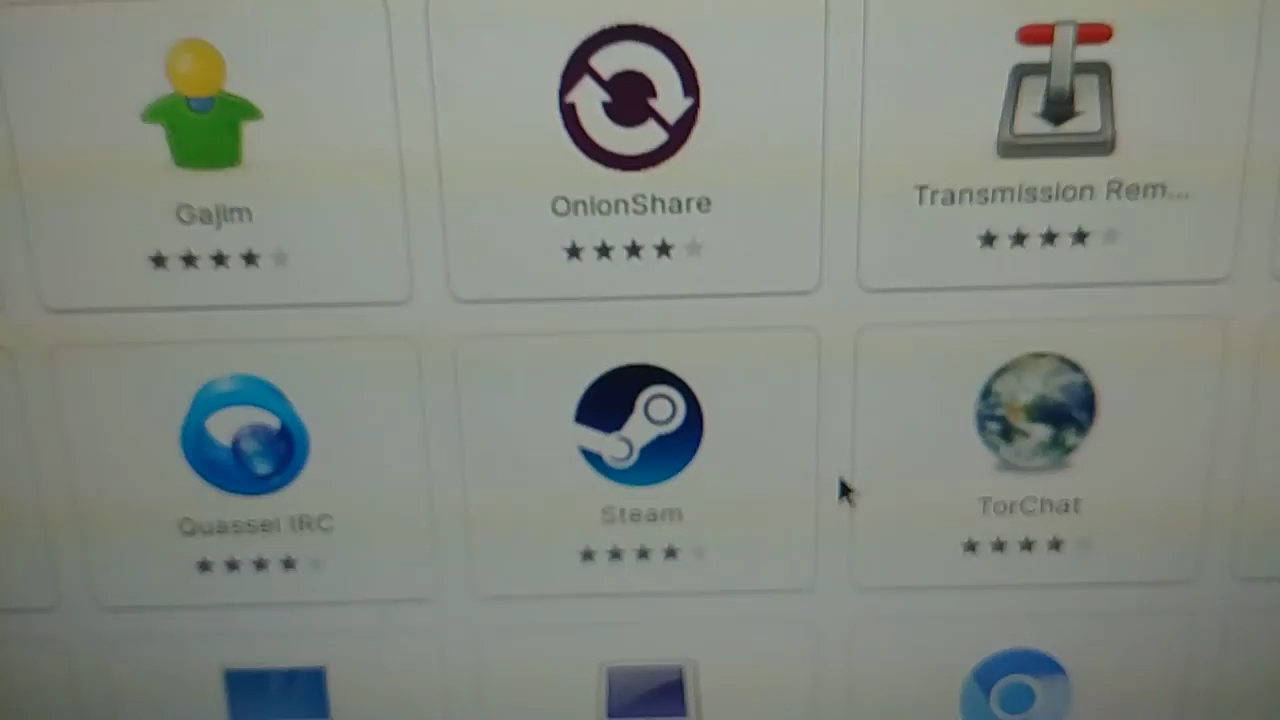 Gajim
OnionShare
Transmission Rem...
Quassel IRC
Steam
TorChat